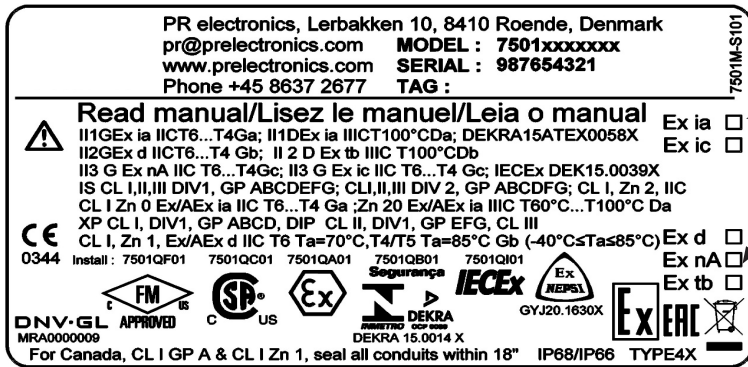 PR electronics, Lerbakken 10, 8410 Roende, Denmark
pr@prelectronics.com MODEL : 7501xxxxxxx
www.prelectronics.com SERIAL : 987654321
Phone +45 8637 2677 TAG :
7501M-S101
Read manual/Lisez le manuel/Leia o manual
II1GEx ia IICT6...T4Ga; II1DEx ia IIICT100°CDa; DEKRA15ATEX0058X
II2GEx d IICT6...T4 Gb; II 2 D Ex tb IIIC T100°CDb
II3 G Ex nA IIC T6...T4Gc; II3 G Ex ic IIC T6...T4 Gc; IECEx DEK15.0039X
IS CL I,II,III DIV1, GP ABCDEFG; CLI,II,III DIV 2, GP ABCDFG; CL I, Zn 2, IIC
CL I Zn 0 Ex/AEx ia IIC T6...T4 Ga ;Zn 20 Ex/AEx ia IIIC T60°C...T100°C Da
XP CL I, DIV1, GP ABCD, DIP CL II, DIV1, GP EFG, CL III
CL I, Zn 1, Ex/AEx d IIC T6 Ta=70°C,T4/T5 Ta=85°C Gb (-40°C≤Ta≤85°C)
Ex ia
Ex ic
Ex d
Ex nA
Ex tb
CE
0344
Install : 7501QF01 7501QC01 7501QA01 7501QB01 7501QI01
C FM US
APPROVED
C SA® US
Ex
Segurança
INMETRO
DEKRA
OCP 0029
DEKRA 15.0014 X
IECEx
Ex
NEPSI
GYJ20.1630X
Ex
EAC
DNV·GL
MRA0000009
For Canada, CL I GP A & CL I Zn 1, seal all conduits within 18" IP68/IP66 TYPE4X